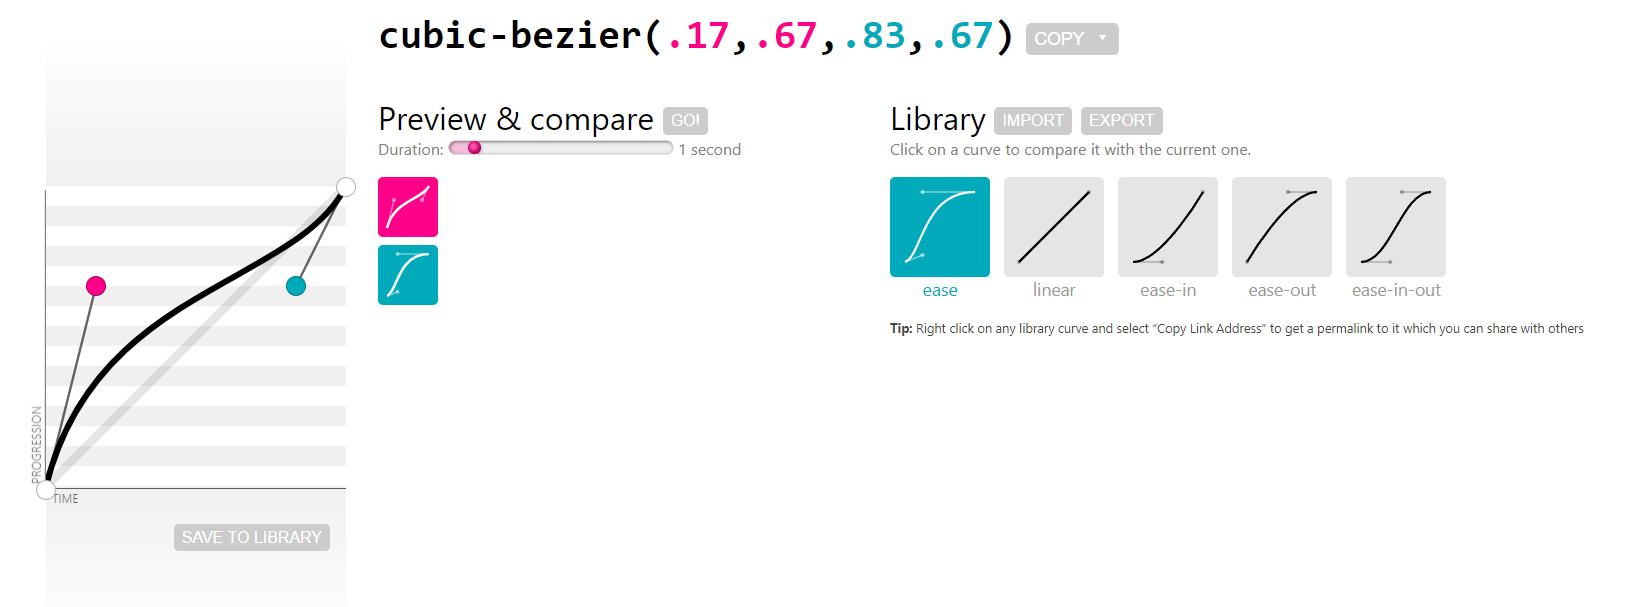 cubic-bezier(.17,.67,.83,.67) COPY
Preview & compare GO!
Duration: 1 second
Library IMPORT EXPORT
Click on a curve to compare it with the current one.
ease linear ease-in ease-out ease-in-out
Tip: Right click on any library curve and select “Copy Link Address” to get a permalink to it which you can share with others
PROGRESSION
TIME
SAVE TO LIBRARY